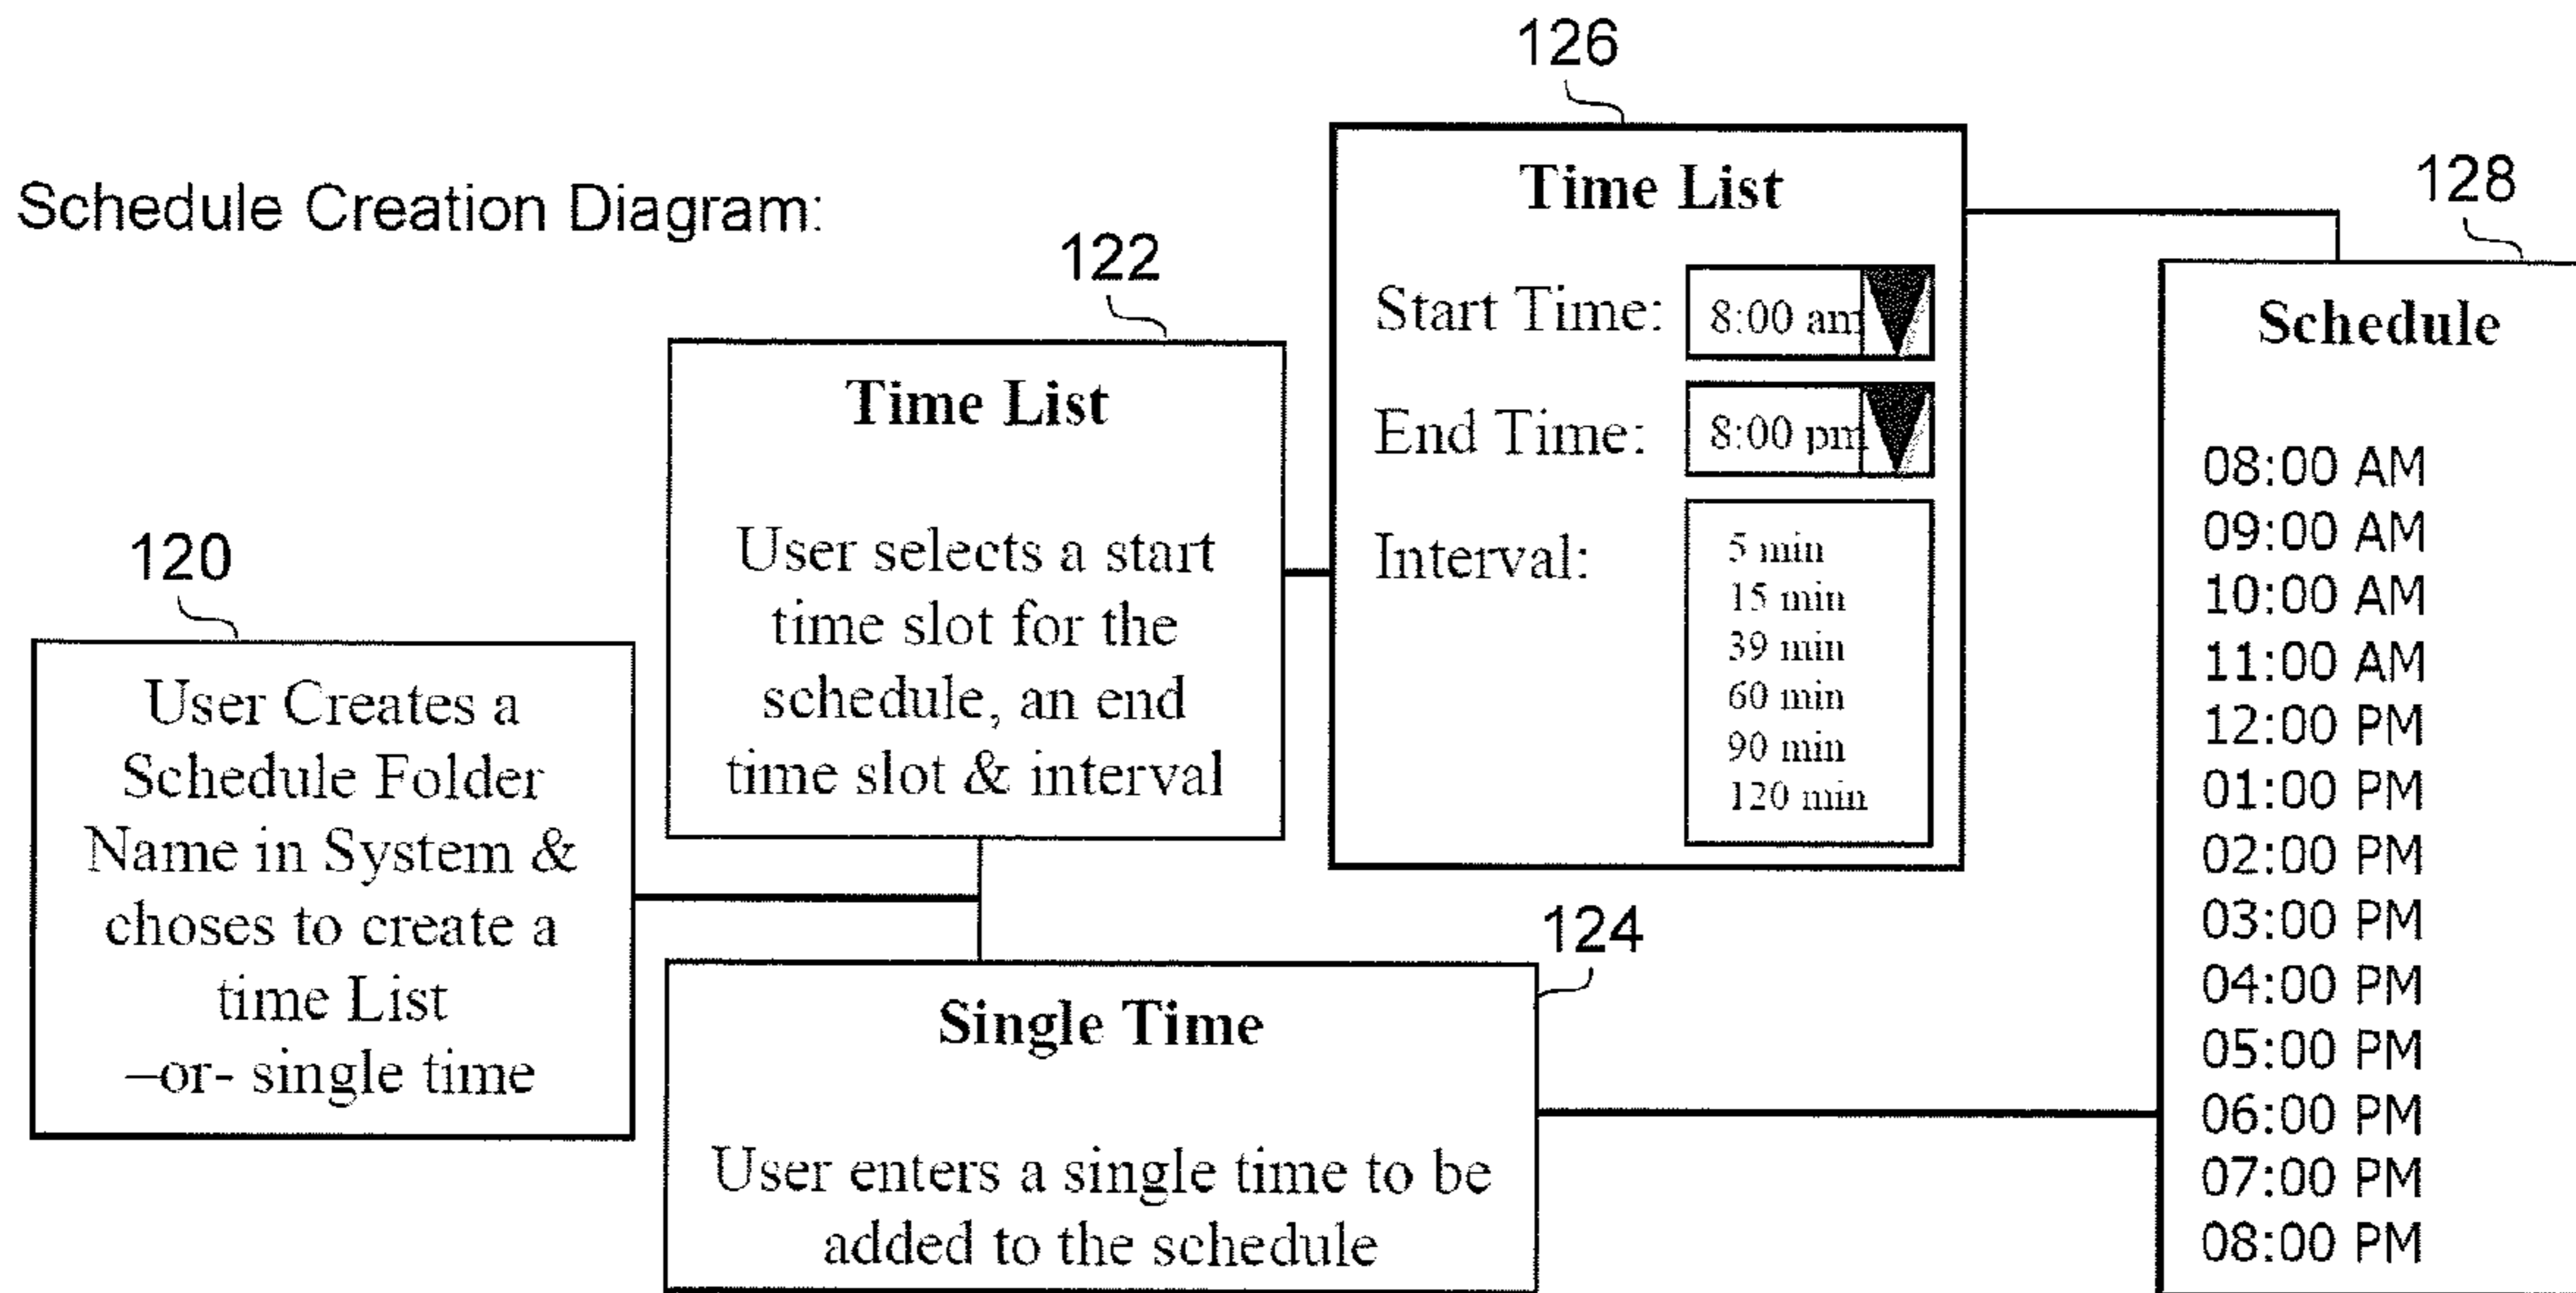 Schedule Creation Diagram:
120
User Creates a
Schedule Folder
Name in System &
choses to create a
time List
–or- single time
122
Time List
User selects a start
time slot for the
schedule, an end
time slot & interval
124
Single Time
User enters a single time to be
added to the schedule
126
Time List
Start Time: 8:00 am
End Time: 8:00 pm
Interval:
5 min
15 min
39 min
60 min
90 min
120 min
128
Schedule
08:00 AM
09:00 AM
10:00 AM
11:00 AM
12:00 PM
01:00 PM
02:00 PM
03:00 PM
04:00 PM
05:00 PM
06:00 PM
07:00 PM
08:00 PM